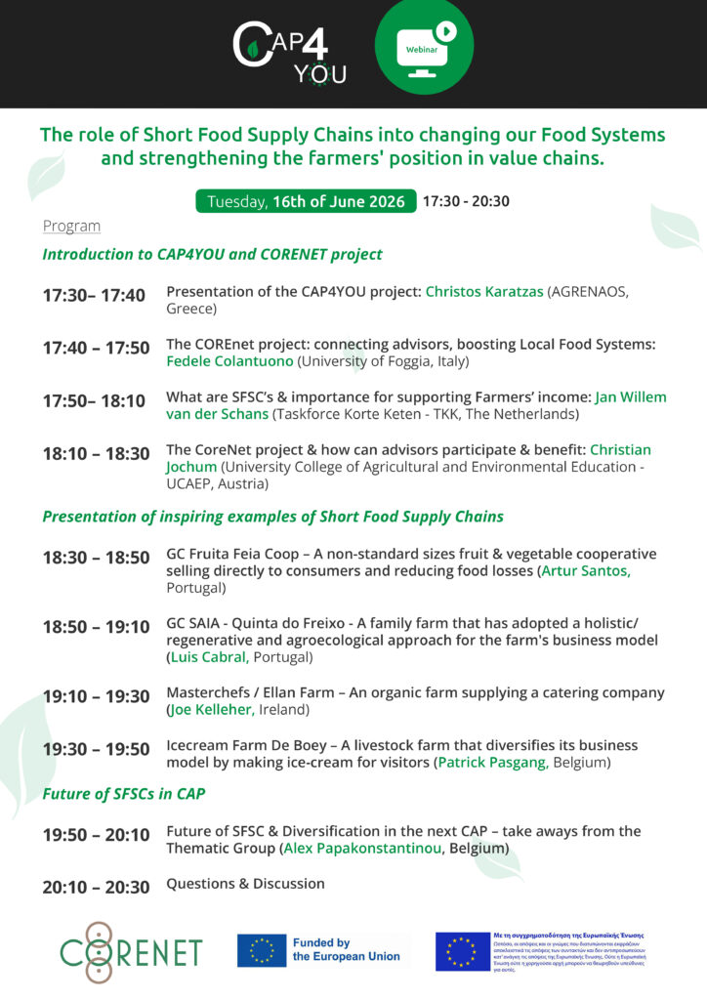 CAP4
YOU
Webinar
The role of Short Food Supply Chains into changing our Food Systems
and strengthening the farmers' position in value chains.
Tuesday, 16th of June 2026 17:30 - 20:30
Program
Introduction to CAP4YOU and CORENET project
17:30– 17:40 Presentation of the CAP4YOU project: Christos Karatzas (AGRENAOS,
Greece)
17:40 – 17:50 The COREnet project: connecting advisors, boosting Local Food Systems:
Fedele Colantuono (University of Foggia, Italy)
17:50– 18:10 What are SFSC’s & importance for supporting Farmers’ income: Jan Willem
van der Schans (Taskforce Korte Keten - TKK, The Netherlands)
18:10 – 18:30 The CoreNet project & how can advisors participate & benefit: Christian
Jochum (University College of Agricultural and Environmental Education -
UCAEP, Austria)
Presentation of inspiring examples of Short Food Supply Chains
18:30 – 18:50 GC Fruita Feia Coop – A non-standard sizes fruit & vegetable cooperative
selling directly to consumers and reducing food losses (Artur Santos,
Portugal)
18:50 – 19:10 GC SAIA - Quinta do Freixo - A family farm that has adopted a holistic/
regenerative and agroecological approach for the farm's business model
(Luis Cabral, Portugal)
19:10 – 19:30 Masterchefs / Ellan Farm – An organic farm supplying a catering company
(Joe Kelleher, Ireland)
19:30 – 19:50 Icecream Farm De Boey – A livestock farm that diversifies its business
model by making ice-cream for visitors (Patrick Pasgang, Belgium)
Future of SFSCs in CAP
19:50 – 20:10 Future of SFSC & Diversification in the next CAP – take aways from the
Thematic Group (Alex Papakonstantinou, Belgium)
20:10 – 20:30 Questions & Discussion
CORENET
Funded by
the European Union
Με τη συγχρηματοδότηση της Ευρωπαϊκής Ένωσης
Ωστόσο, οι απόψεις και οι γνώμες που διατυπώνονται εκφράζουν
αποκλειστικά τις απόψεις των συντακτών και δεν αντιπροσωπεύουν
κατ' ανάγκη τις απόψεις της Ευρωπαϊκής Ένωσης. Ούτε η Ευρωπαϊκή
Ένωση ούτε η χορηγούσα αρχή μπορούν να θεωρηθούν υπεύθυνες
για αυτές.